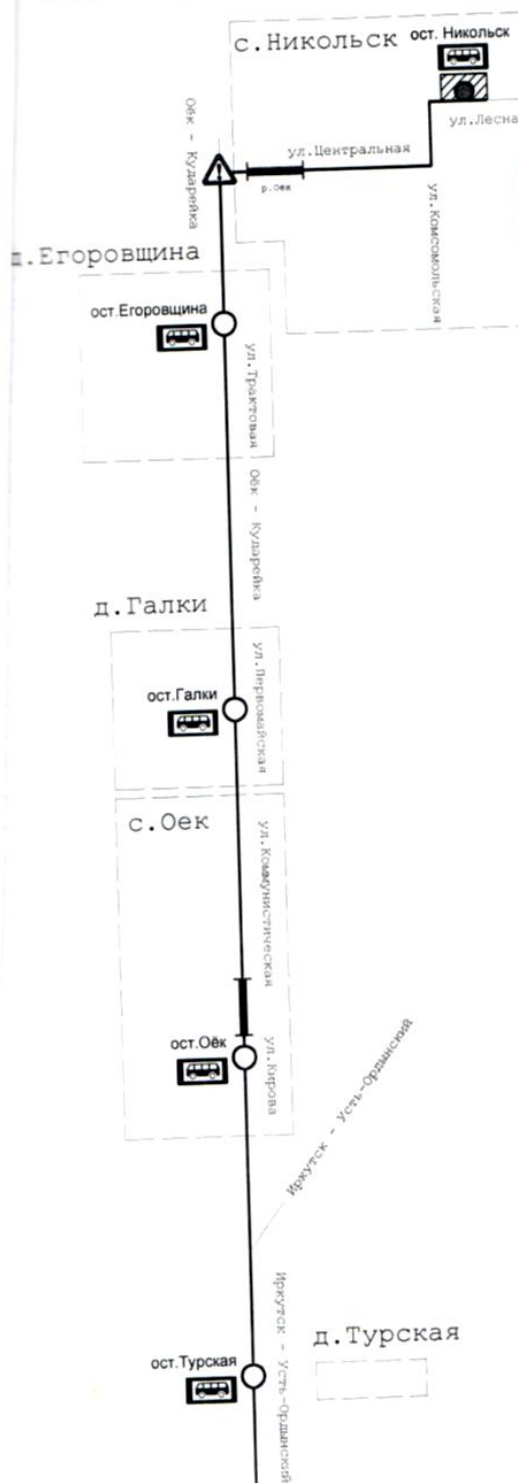 с.Никольск
ост. Никольск
ул.Лесна
ул.Центральная
р.Оек
Оёк - Кударейка
ул.Комсомольская
д.Егоровщина
ост.Егоровщина
ул.Трактовая
Оёк - Кударейка
д.Галки
ост.Галки
ул.Первомайская
с.Оек
ул.Коммунистическая
ост.Оёк
ул.Кирова
Иркутск - Усть-Ордынский
Иркутск - Усть-Ордынский
д.Турская
ост.Турская